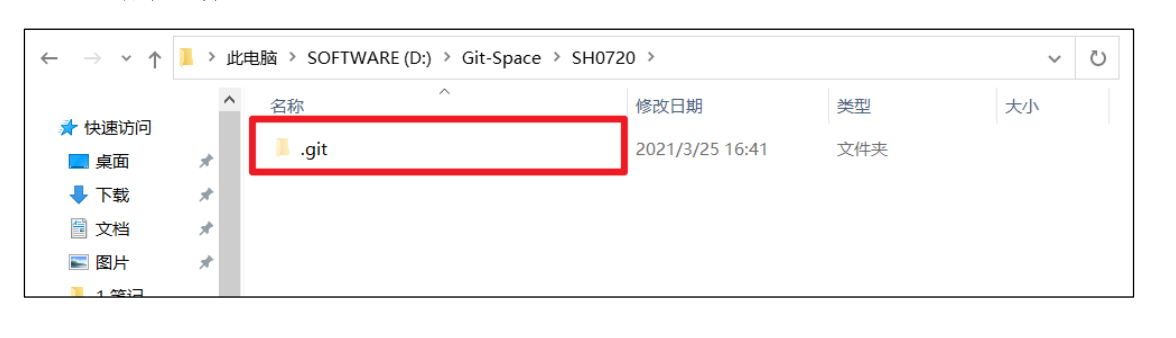 此电脑 > SOFTWARE (D:) > Git-Space > SH0720 >
名称 修改日期 类型 大小
快速访问
.git 2021/3/25 16:41 文件夹
桌面
下载
文档
图片
1.笔记